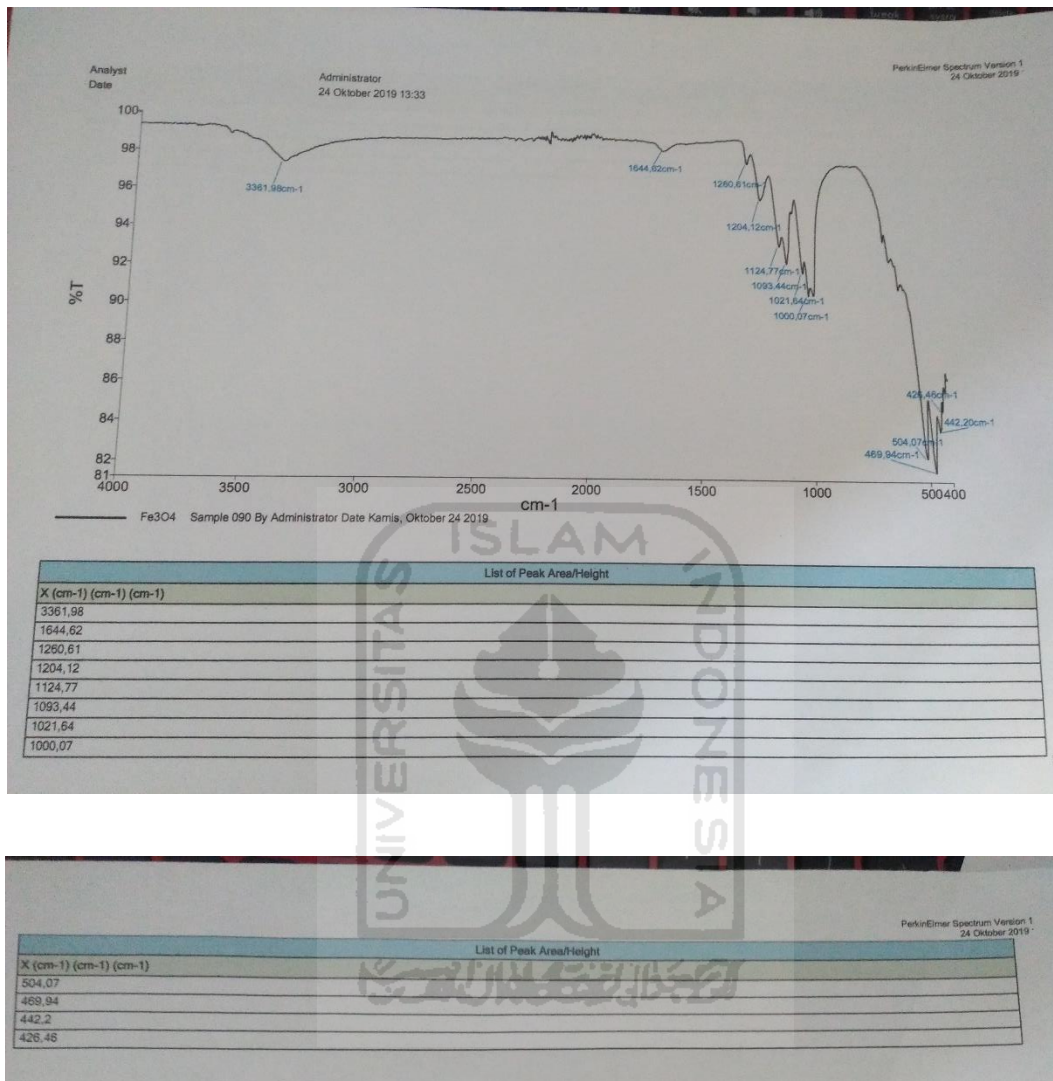 Analyst
Date
Administrator
24 Oktober 2019 13:33
PerkinElmer Spectrum Version 1
24 Oktober 2019
100
98
96
94
92
90
88
86
84
82
81
%T
3361,98cm-1
1644,62cm-1
1260,61cm-1
1204,12cm-1
1124,77cm-1
1093,44cm-1
1021,64cm-1
1000,07cm-1
426,46cm-1
442,20cm-1
504,07cm-1
469,94cm-1
4000
3500
3000
2500
2000
1500
1000
500400
cm-1
Fe3O4 Sample 090 By Administrator Date Kamis, Oktober 24 2019
List of Peak Area/Height
X (cm-1) (cm-1) (cm-1)
3361,98
1644,62
1260,61
1204,12
1124,77
1093,44
1021,64
1000,07
UNIVERSITAS
ISLAM
INDONESIA
PerkinElmer Spectrum Version 1
24 Oktober 2019
List of Peak Area/Height
X (cm-1) (cm-1) (cm-1)
504,07
469,94
442,2
426,46